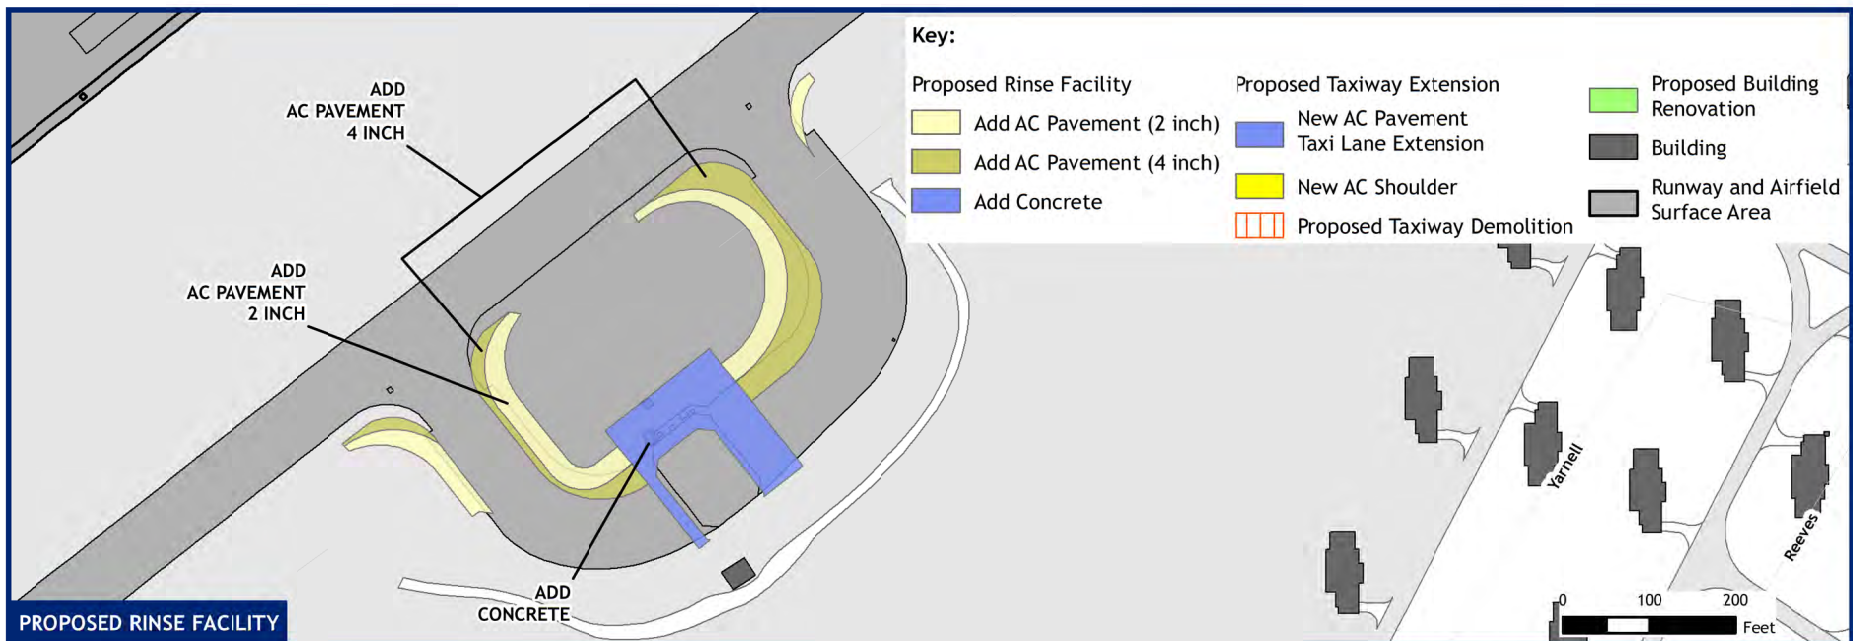 Key:
Proposed Rinse Facility
Add AC Pavement (2 inch)
Add AC Pavement (4 inch)
Add Concrete
Proposed Taxiway Extension
New AC Pavement
Taxi Lane Extension
New AC Shoulder
Proposed Taxiway Demolition
Proposed Building
Renovation
Building
Runway and Airfield
Surface Area
ADD
AC PAVEMENT
4 INCH
ADD
AC PAVEMENT
2 INCH
ADD
CONCRETE
Yarnell
Reeves
0 100 200
Feet
PROPOSED RINSE FACILITY